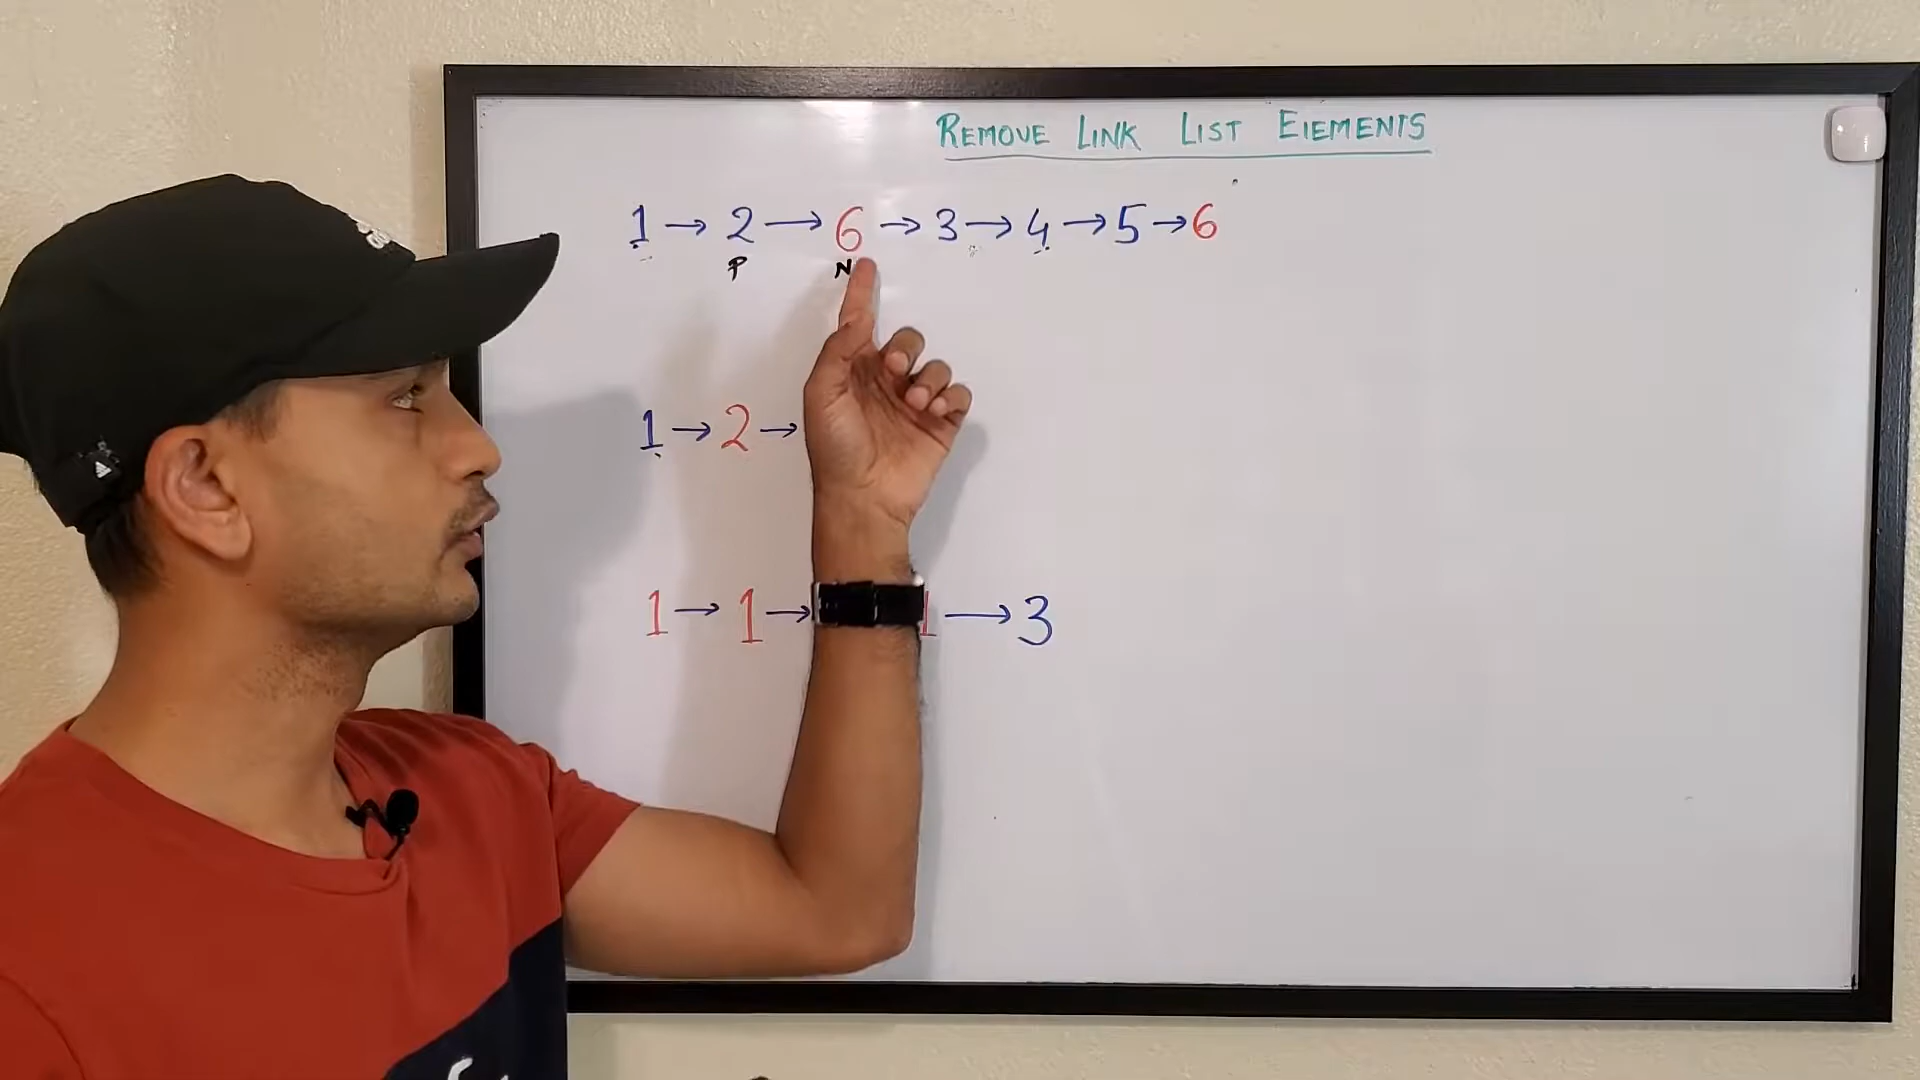 REMOVE LINK LIST ElEMENTS
1 → 2 → 6 → 3 → 4 → 5 → 6
P N
1 → 2 →
1 → 1 → 1 → 3